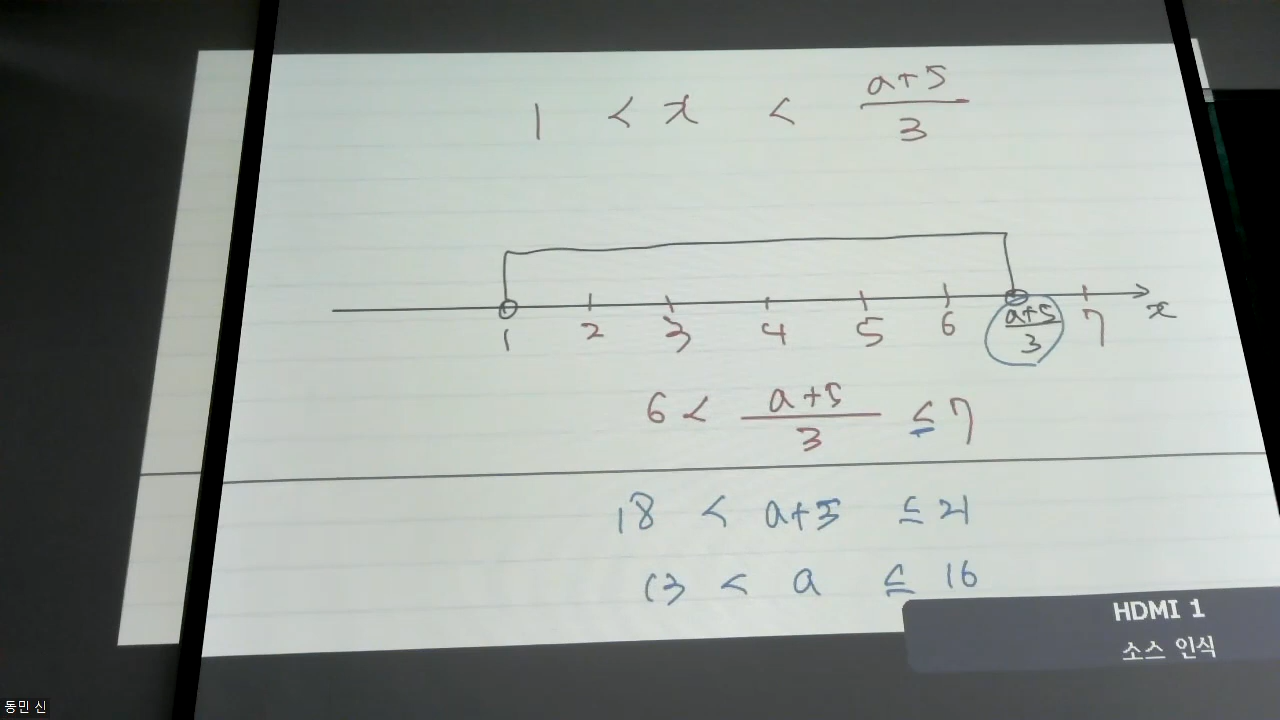 1 < x < (a+5)/3
1 2 3 4 5 6 (a+5)/3 7 x
6 < (a+5)/3 ≤ 7
18 < a+5 ≤ 21
13 < a ≤ 16
HDMI 1
소스 인식
동민 신